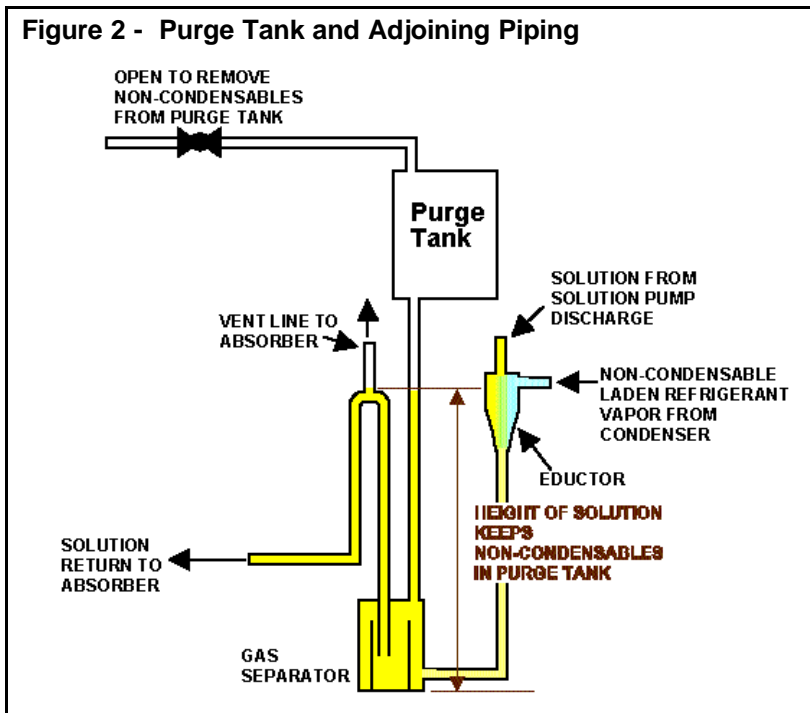 Figure 2 - Purge Tank and Adjoining Piping
OPEN TO REMOVE
NON-CONDENSABLES
FROM PURGE TANK
Purge
Tank
SOLUTION FROM
SOLUTION PUMP
DISCHARGE
VENT LINE TO
ABSORBER
NON-CONDENSABLE
LADEN REFRIGERANT
VAPOR FROM
CONDENSER
EDUCTOR
HEIGHT OF SOLUTION
KEEPS
NON-CONDENSABLES
IN PURGE TANK
SOLUTION
RETURN TO
ABSORBER
GAS
SEPARATOR